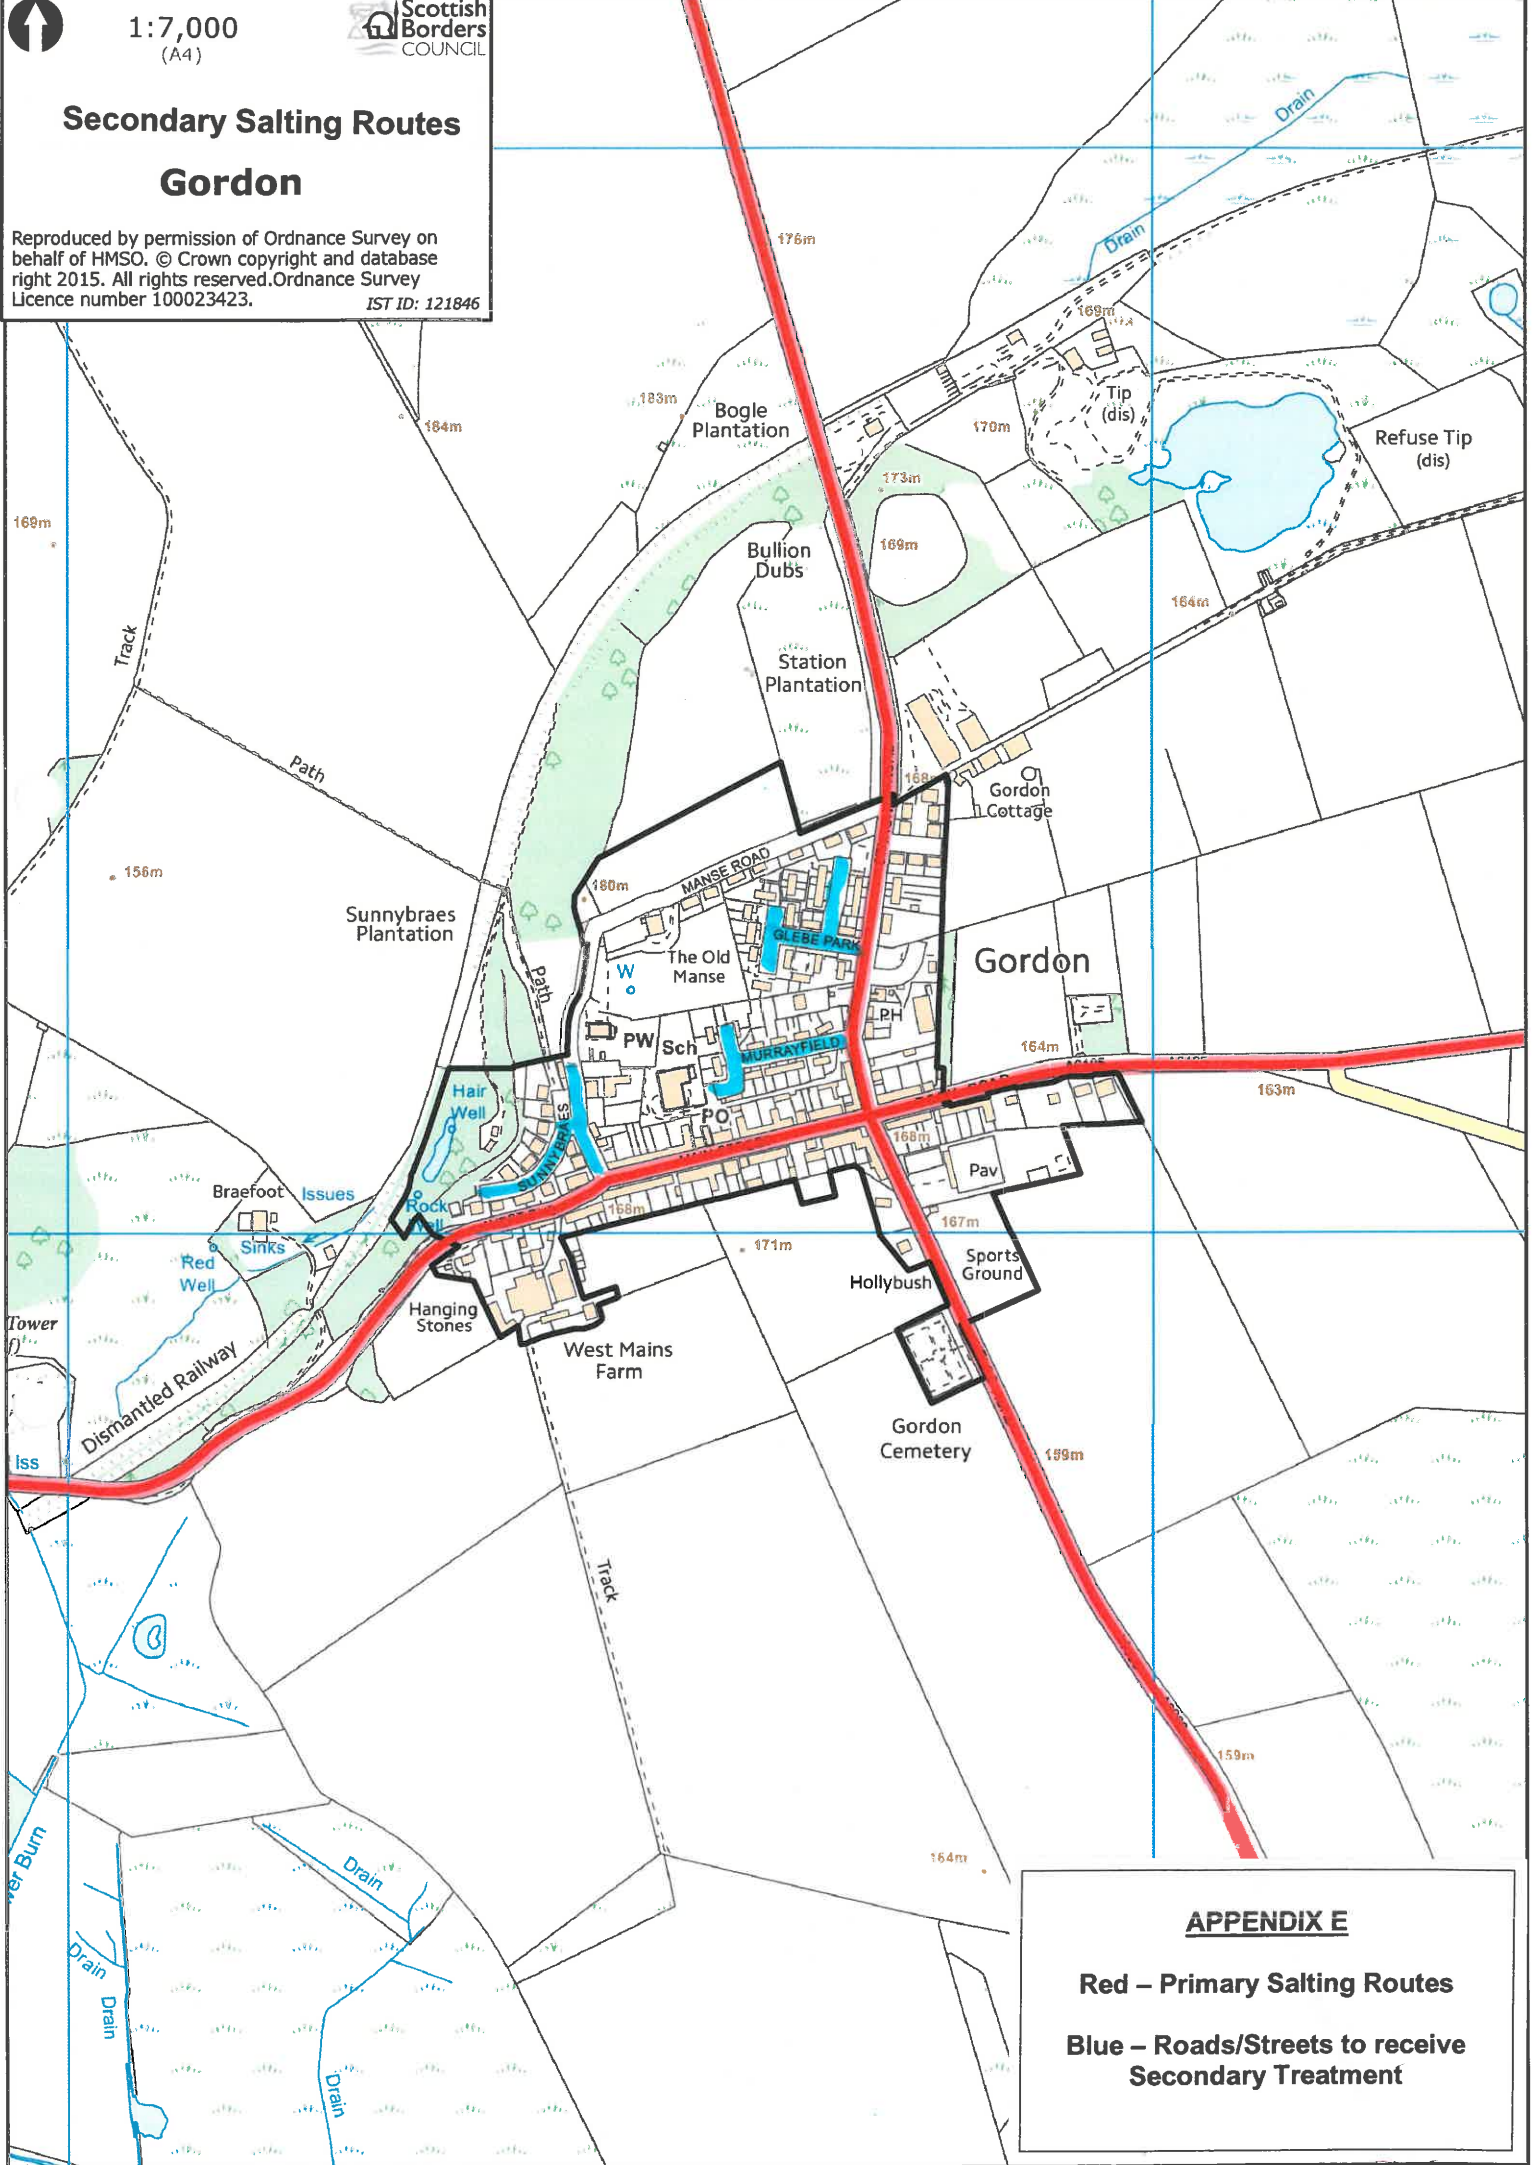 1:7,000
(A4)
Scottish
Borders
COUNCIL
Secondary Salting Routes
Gordon
Reproduced by permission of Ordnance Survey on
behalf of HMSO. © Crown copyright and database
right 2015. All rights reserved.Ordnance Survey
Licence number 100023423.
IST ID: 121846
Drain
Drain
176m
169m
183m
Bogle
Plantation
184m
170m
Tip
(dis)
Refuse Tip
(dis)
173m
169m
169m
Bullion
Dubs
164m
Track
Station
Plantation
Path
168m
Gordon
Cottage
156m
180m
MANSE ROAD
Sunnybraes
Plantation
GLEBE PARK
The Old
Manse
Gordon
Path
W
PH
PW
Sch
MURRAYFIELD
164m
A6105
163m
Hair
Well
PO
SUNNYBRAES
168m
Pav
Braefoot
Issues
Rock
Well
168m
167m
Sinks
Red
Well
171m
Sports
Ground
Hollybush
Hanging
Stones
Tower
West Mains
Farm
Dismantled Railway
Gordon
Cemetery
159m
Iss
Track
159m
er Burn
164m
Drain
Drain
Drain
Drain
APPENDIX E
Red – Primary Salting Routes
Blue – Roads/Streets to receive
Secondary Treatment